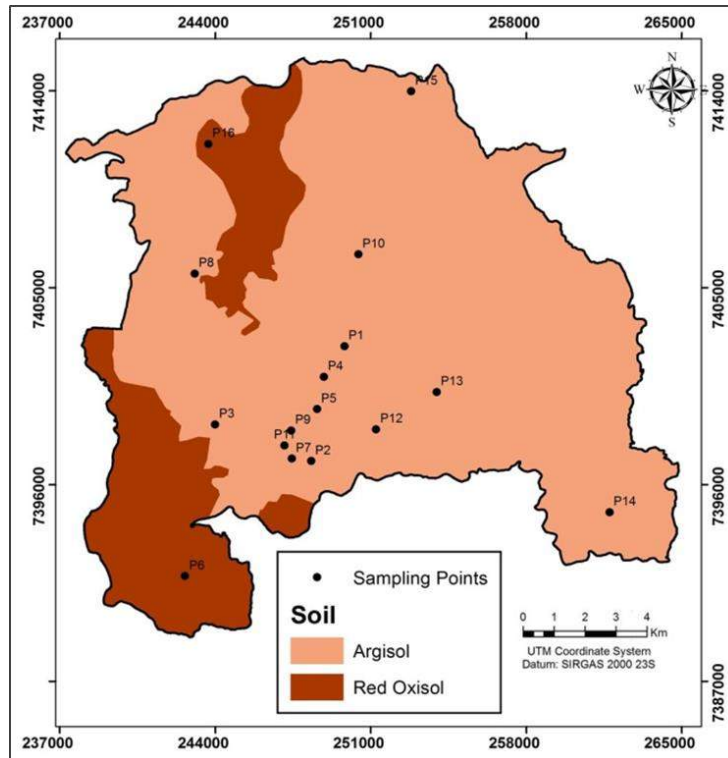 237000 244000 251000 258000 265000
N
W E
S
7414000 7414000
P15
P16
P10
P8
7405000 7405000
P1
P4
P13
P5
P3
P9 P12
P11
P7 P2
7396000 7396000
P14
P6
Sampling Points
Soil
Argisol
Red Oxisol
0 1 2 3 4
Km
UTM Coordinate System
Datum: SIRGAS 2000 23S
7387000 7387000
237000 244000 251000 258000 265000